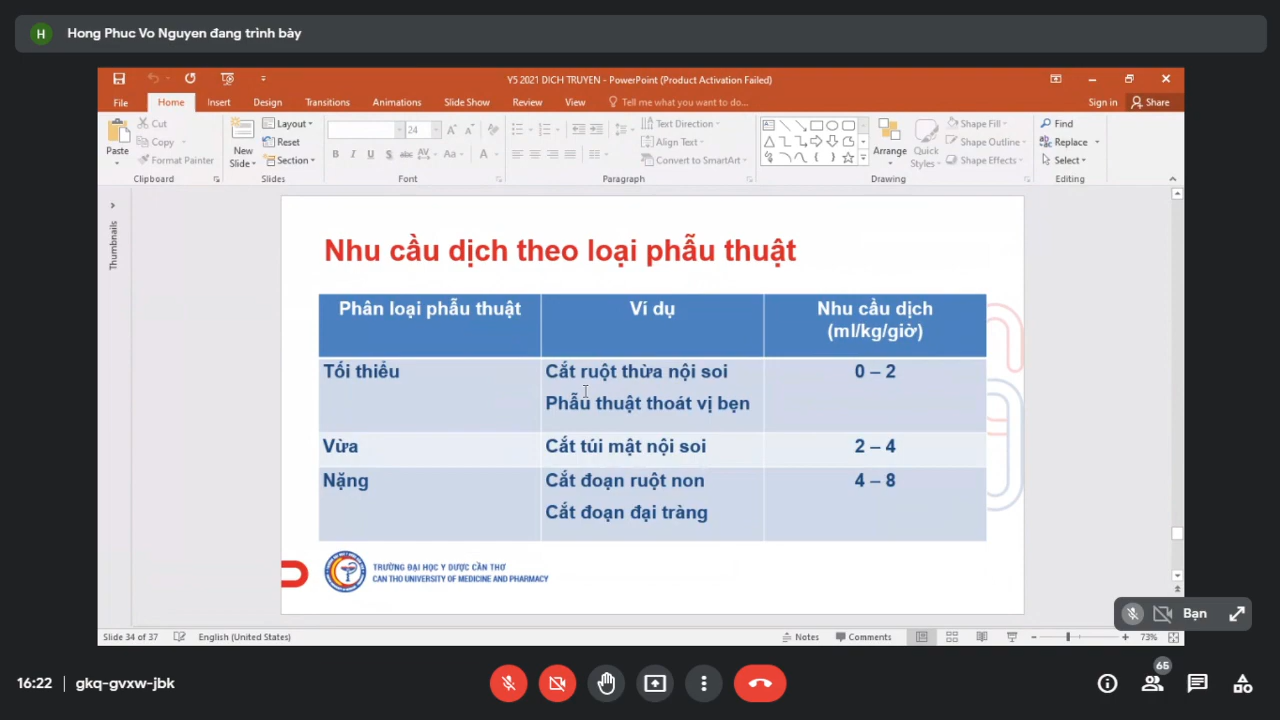 H Hong Phuc Vo Nguyen đang trình bày
Y5 2021 DICH TRUYEN - PowerPoint (Product Activation Failed)
File Home Insert Design Transitions Animations Slide Show Review View Tell me what you want to do... Sign in Share
Paste
Cut
Copy
Format Painter
Clipboard
New
Slide
Layout
Reset
Section
Slides
24
B I U S abc AV Aa A
Font
Text Direction
Align Text
Convert to SmartArt
Paragraph
Arrange
Quick
Styles
Shape Fill
Shape Outline
Shape Effects
Drawing
Find
Replace
Select
Editing
Thumbnails
Nhu cầu dịch theo loại phẫu thuật
Phân loại phẫu thuật
Ví dụ
Nhu cầu dịch
(ml/kg/giờ)
Tối thiểu
Cắt ruột thừa nội soi
Phẫu thuật thoát vị bẹn
0 – 2
Vừa
Cắt túi mật nội soi
2 – 4
Nặng
Cắt đoạn ruột non
Cắt đoạn đại tràng
4 – 8
TRƯỜNG ĐẠI HỌC Y DƯỢC CẦN THƠ
CAN THO UNIVERSITY OF MEDICINE AND PHARMACY
Bạn
Slide 34 of 37 English (United States) Notes Comments 73%
16:22 | gkq-gvxw-jbk
65